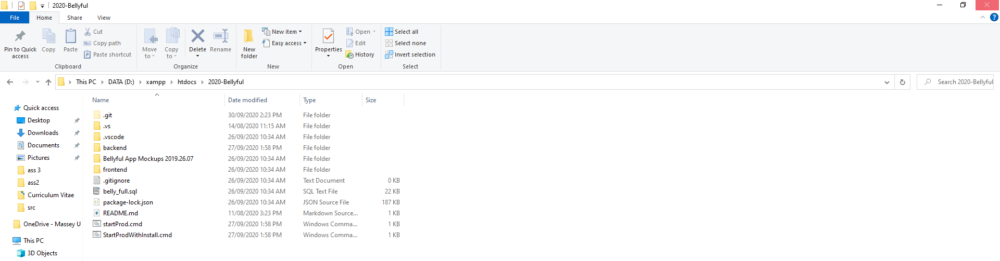 2020-Bellyful
File Home Share View
Pin to Quick access
Copy
Paste
Cut
Copy path
Paste shortcut
Clipboard
Move to
Copy to
Delete
Rename
Organize
New folder
New item
Easy access
New
Properties
Open
Edit
History
Open
Select all
Select none
Invert selection
Select
This PC > DATA (D:) > xampp > htdocs > 2020-Bellyful
Search 2020-Bellyful
Quick access
Desktop
Downloads
Documents
Pictures
ass 3
ass2
Curriculum Vitae
src
OneDrive - Massey U
This PC
3D Objects
Name Date modified Type Size
.git 30/09/2020 2:23 PM File folder
.vs 14/08/2020 11:15 AM File folder
.vscode 26/09/2020 10:34 AM File folder
backend 27/09/2020 1:58 PM File folder
Bellyful App Mockups 2019.26.07 26/09/2020 10:34 AM File folder
frontend 26/09/2020 10:34 AM File folder
.gitignore 26/09/2020 10:34 AM Text Document 0 KB
belly_full.sql 26/09/2020 10:34 AM SQL Text File 22 KB
package-lock.json 26/09/2020 10:34 AM JSON Source File 187 KB
README.md 11/08/2020 3:23 PM Markdown Source... 1 KB
startProd.cmd 27/09/2020 1:58 PM Windows Comma... 1 KB
StartProdWithInstall.cmd 27/09/2020 1:58 PM Windows Comma... 1 KB